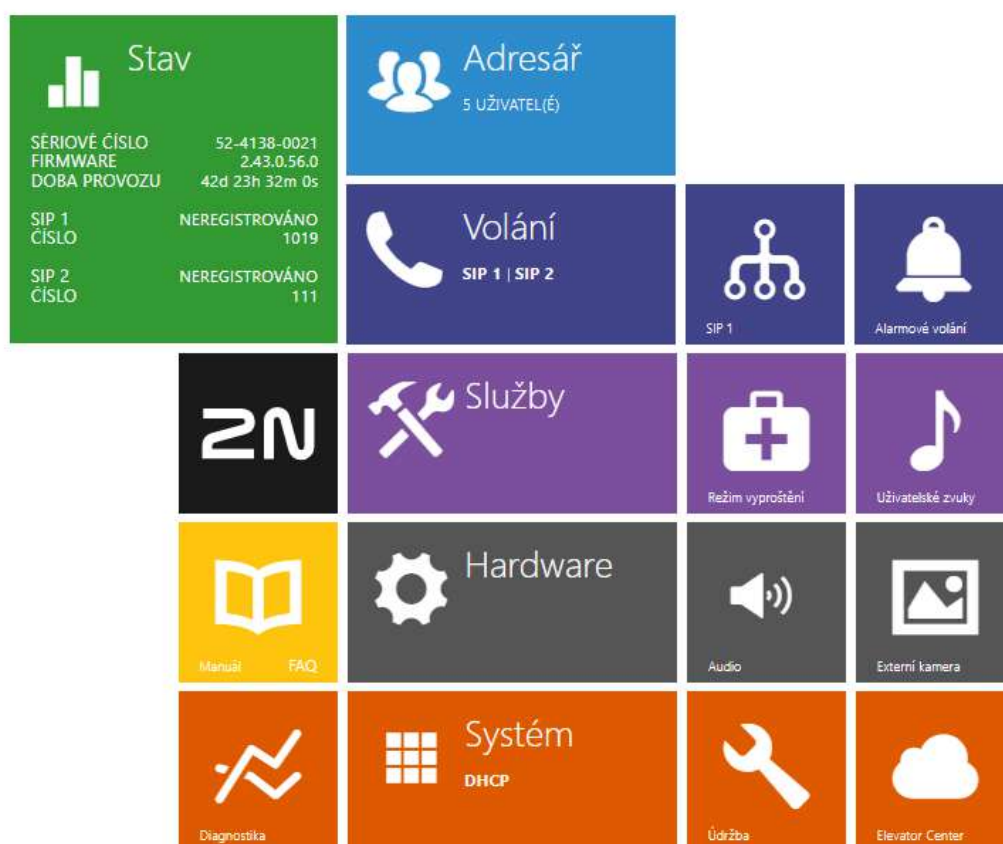 Stav
SÉRIOVÉ ČÍSLO 52-4138-0021
FIRMWARE 2.43.0.56.0
DOBA PROVOZU 42d 23h 32m 0s
SIP 1 NEREGISTROVÁNO
ČÍSLO 1019
SIP 2 NEREGISTROVÁNO
ČÍSLO 111
Adresář
5 UŽIVATEL(É)
Volání
SIP 1 | SIP 2
SIP 1
Alarmové volání
2N
Služby
Režim vyproštění
Uživatelské zvuky
Manuál FAQ
Hardware
Audio
Externí kamera
Diagnostika
Systém
DHCP
Údržba
Elevator Center